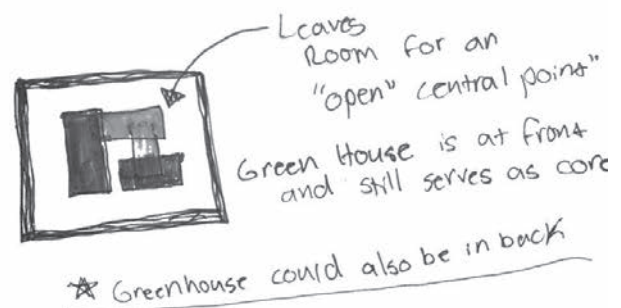 Leaves
Room for an
"open" central point"
Green House is at front
and still serves as core
☆ Greenhouse could also be in back